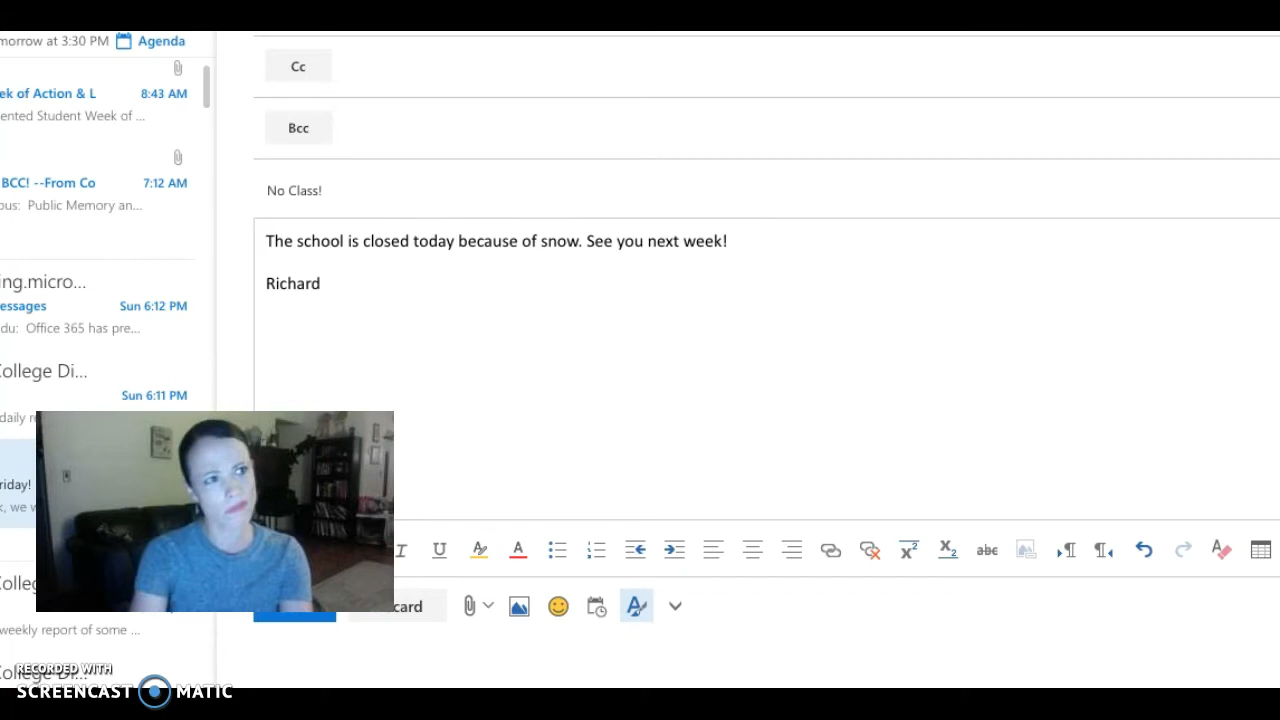 morrow at 3:30 PM Agenda
ek of Action & L 8:43 AM
ented Student Week of ...
BCC! --From Co 7:12 AM
ous: Public Memory an...
ing.micro...
essages Sun 6:12 PM
du: Office 365 has pre...
College Di...
Sun 6:11 PM
daily r
riday!
k, we w
Colleg
weekly report of some ...
College Di...
Cc
Bcc
No Class!
The school is closed today because of snow. See you next week!
Richard
I U A A abc
card
RECORDED WITH
SCREENCAST MATIC